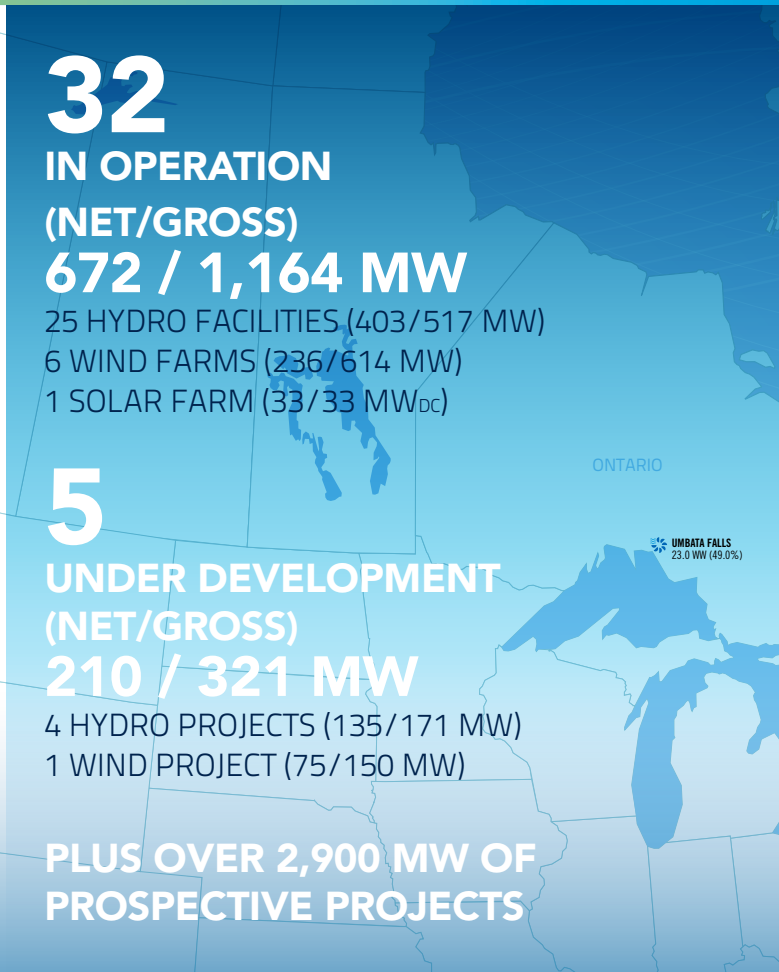 32
IN OPERATION
(NET/GROSS)
672 / 1,164 MW
25 HYDRO FACILITIES (403/517 MW)
6 WIND FARMS (236/614 MW)
1 SOLAR FARM (33/33 MWDC)
ONTARIO
5
UMBATA FALLS
23.0 WW (49.0%)
UNDER DEVELOPMENT
(NET/GROSS)
210 / 321 MW
4 HYDRO PROJECTS (135/171 MW)
1 WIND PROJECT (75/150 MW)
PLUS OVER 2,900 MW OF
PROSPECTIVE PROJECTS